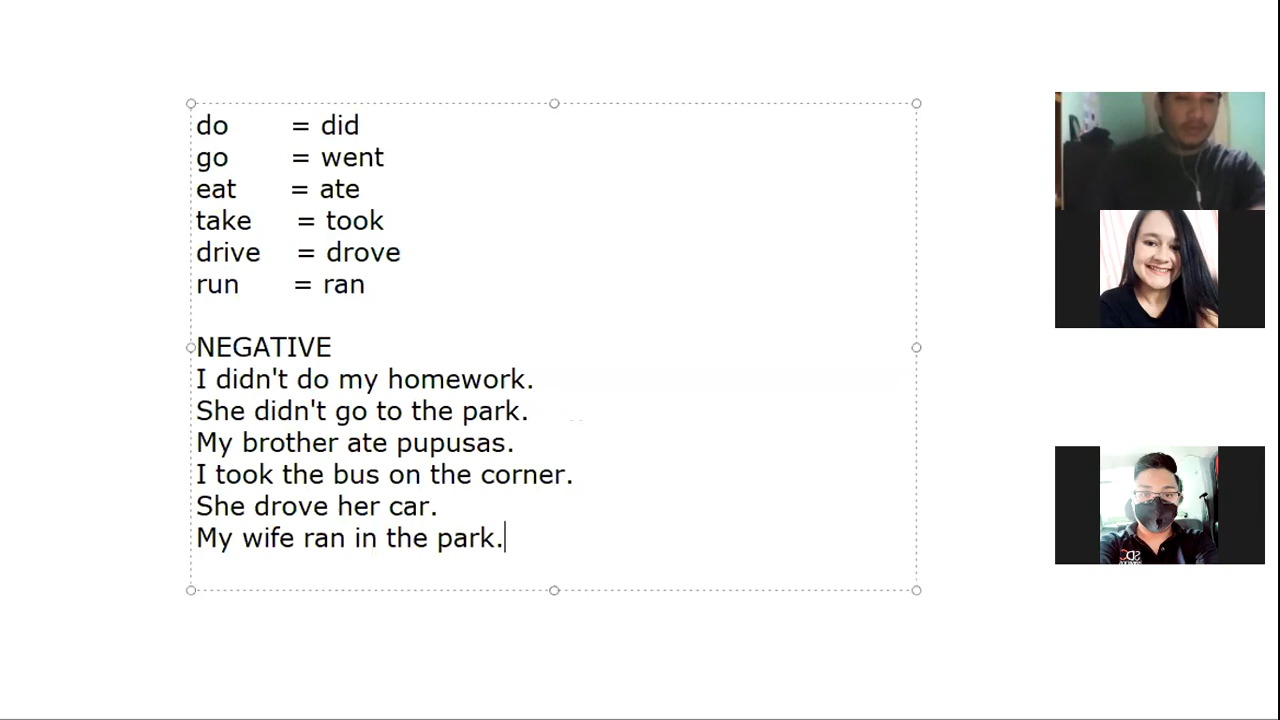 do = did
go = went
eat = ate
take = took
drive = drove
run = ran
NEGATIVE
I didn't do my homework.
She didn't go to the park.
My brother ate pupusas.
I took the bus on the corner.
She drove her car.
My wife ran in the park.